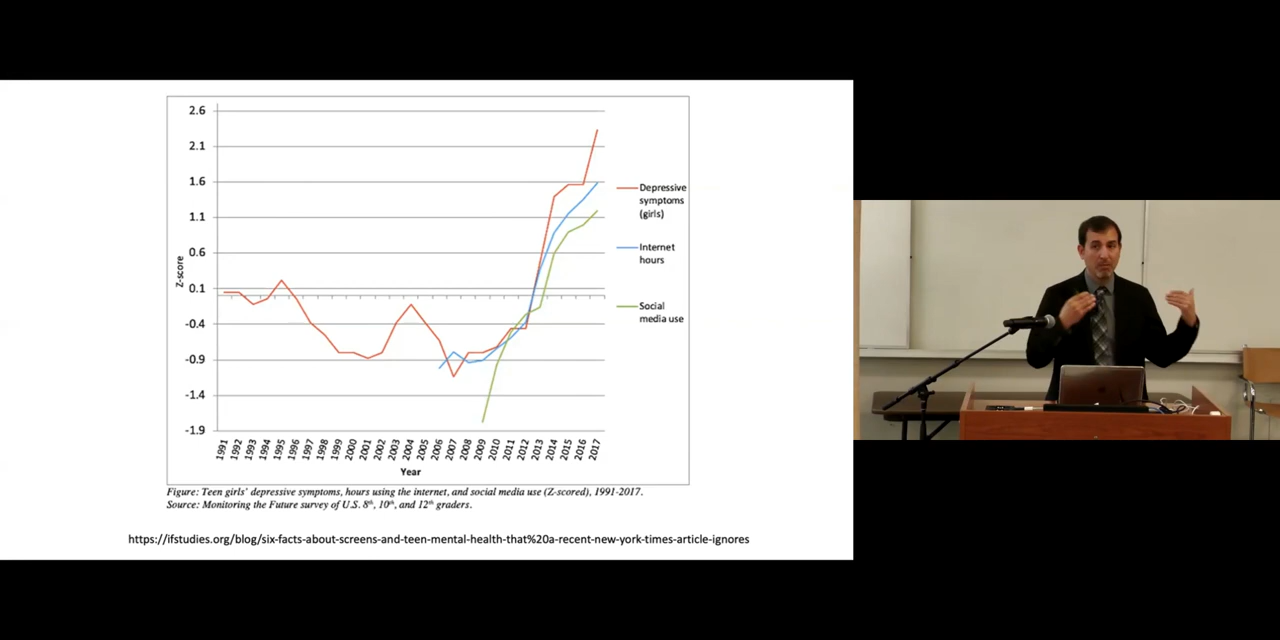 2.6
2.1
1.6
1.1
0.6
0.1
-0.4
-0.9
-1.4
-1.9
Z-score
1991 1992 1993 1994 1995 1996 1997 1998 1999 2000 2001 2002 2003 2004 2005 2006 2007 2008 2009 2010 2011 2012 2013 2014 2015 2016 2017
Year
Depressive
symptoms
(girls)
Internet
hours
Social
media use
Figure: Teen girls' depressive symptoms, hours using the internet, and social media use (Z-scored), 1991-2017.
Source: Monitoring the Future survey of U.S. 8th, 10th, and 12th graders.
https://ifstudies.org/blog/six-facts-about-screens-and-teen-mental-health-that%20a-recent-new-york-times-article-ignores